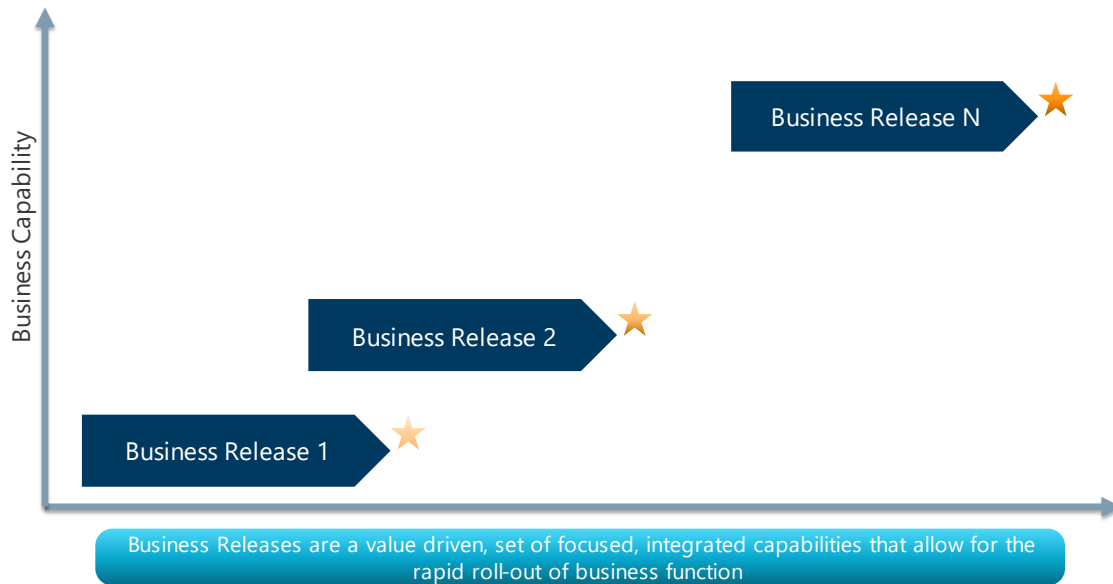 Business Capability
Business Release N
Business Release 2
Business Release 1
Business Releases are a value driven, set of focused, integrated capabilities that allow for the
rapid roll-out of business function